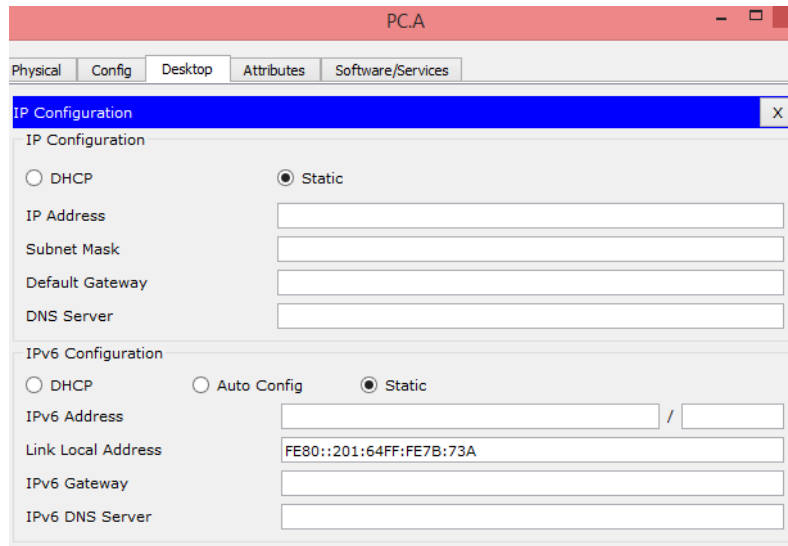 PC.A
Physical Config Desktop Attributes Software/Services
IP Configuration X
IP Configuration
DHCP Static
IP Address
Subnet Mask
Default Gateway
DNS Server
IPv6 Configuration
DHCP Auto Config Static
IPv6 Address /
Link Local Address FE80::201:64FF:FE7B:73A
IPv6 Gateway
IPv6 DNS Server